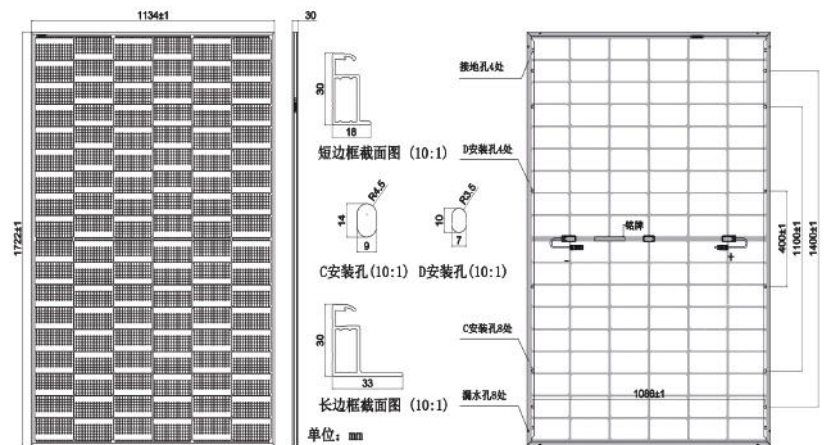 1134±1
30
1722±1
30
18
短边框截面图 (10:1)
R4.5
14
9
R3.5
10
7
C安装孔(10:1) D安装孔(10:1)
30
33
长边框截面图 (10:1)
单位: mm
接地孔4处
D安装孔4处
铭牌
-
+
C安装孔8处
漏水孔8处
1086±1
400±1
1100±1
1400±1